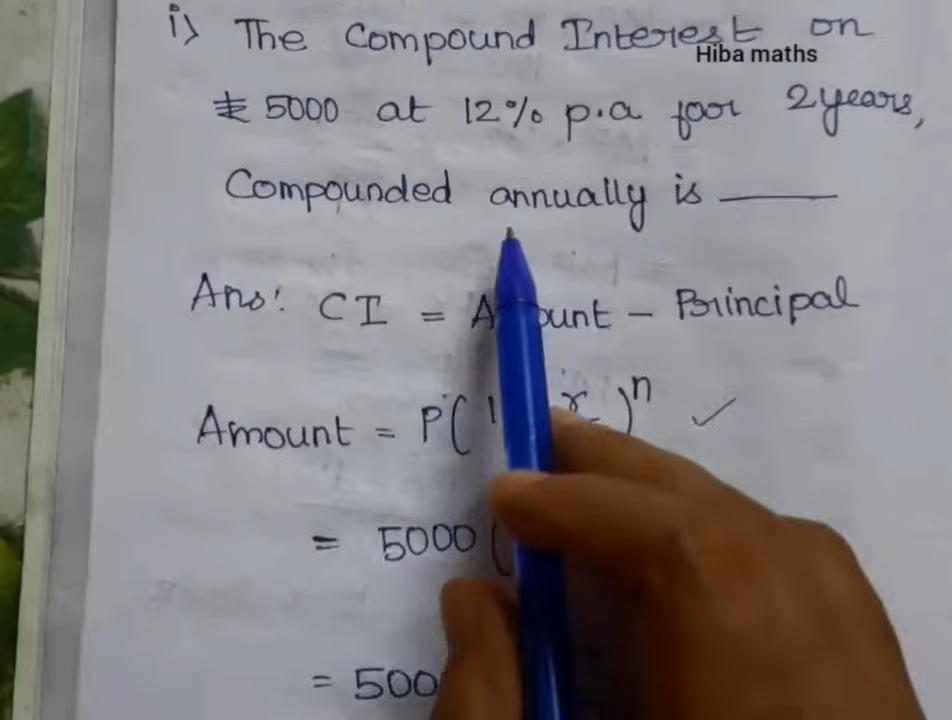 i) The Compound Interest on
Hiba maths
₹ 5000 at 12% p.a for 2years,
Compounded annually is ———
Ans: CI = Amount - Principal
Amount = P( 1 r )ⁿ ✓
= 5000 (
= 500